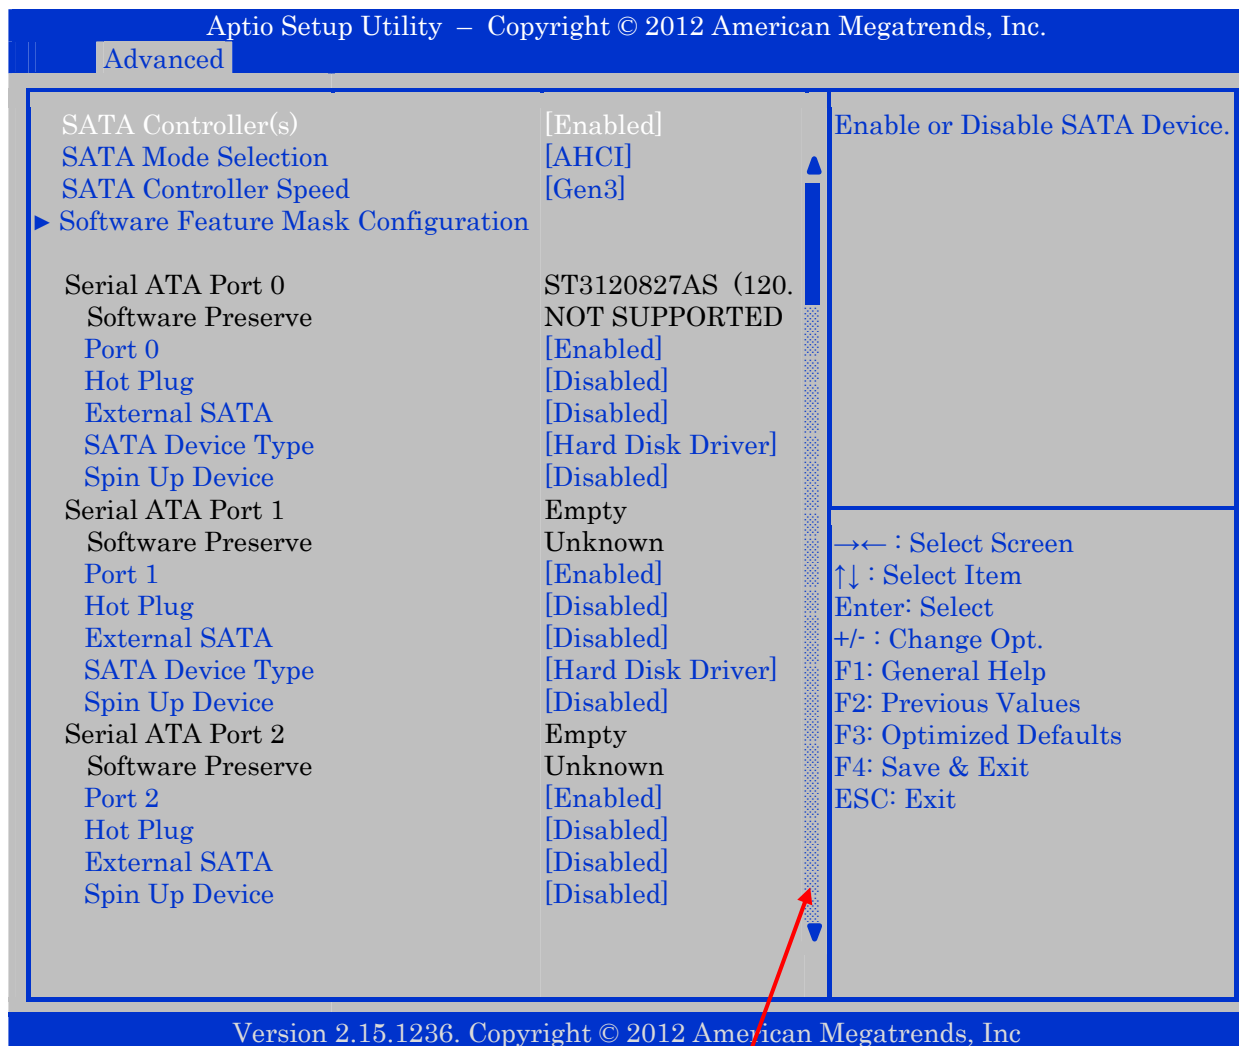 Aptio Setup Utility – Copyright © 2012 American Megatrends, Inc.
Advanced
SATA Controller(s) [Enabled]
SATA Mode Selection [AHCI]
SATA Controller Speed [Gen3]
► Software Feature Mask Configuration
Serial ATA Port 0 ST3120827AS (120.
Software Preserve NOT SUPPORTED
Port 0 [Enabled]
Hot Plug [Disabled]
External SATA [Disabled]
SATA Device Type [Hard Disk Driver]
Spin Up Device [Disabled]
Serial ATA Port 1 Empty
Software Preserve Unknown
Port 1 [Enabled]
Hot Plug [Disabled]
External SATA [Disabled]
SATA Device Type [Hard Disk Driver]
Spin Up Device [Disabled]
Serial ATA Port 2 Empty
Software Preserve Unknown
Port 2 [Enabled]
Hot Plug [Disabled]
External SATA [Disabled]
Spin Up Device [Disabled]
Enable or Disable SATA Device.
→← : Select Screen
↑↓ : Select Item
Enter: Select
+/- : Change Opt.
F1: General Help
F2: Previous Values
F3: Optimized Defaults
F4: Save & Exit
ESC: Exit
Version 2.15.1236. Copyright © 2012 American Megatrends, Inc